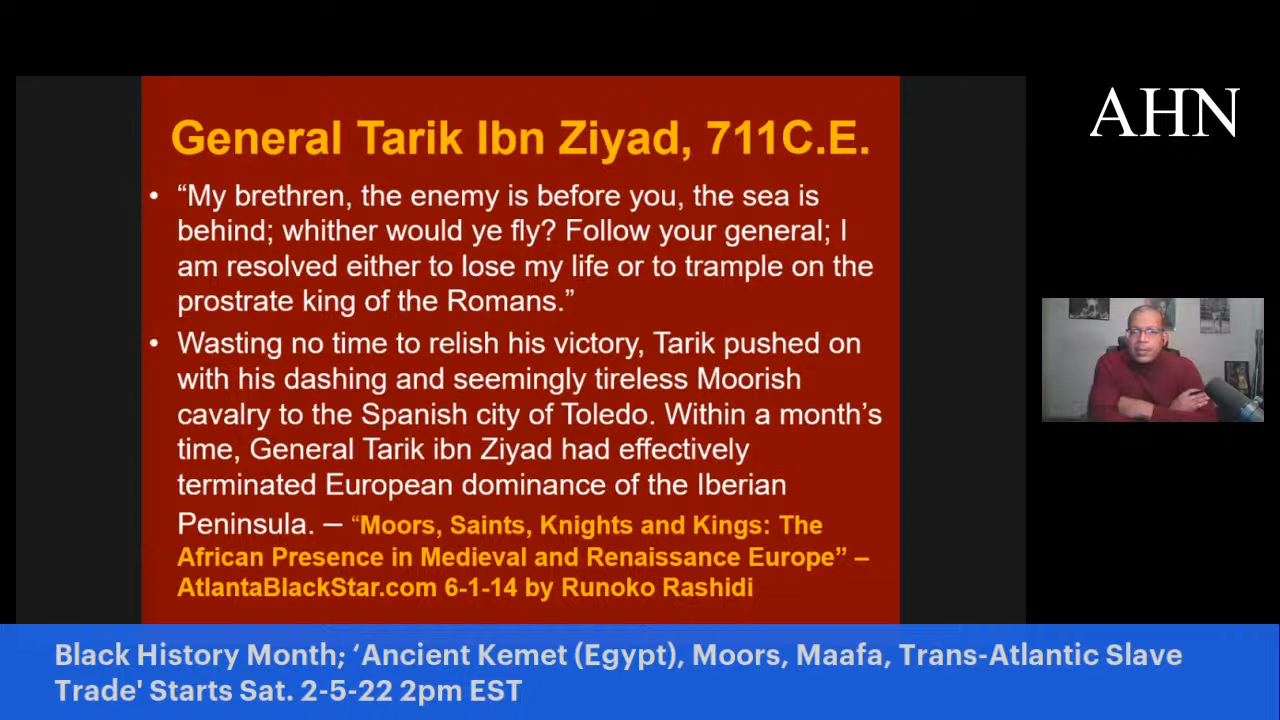 General Tarik Ibn Ziyad, 711C.E.
AHN
• “My brethren, the enemy is before you, the sea is
behind; whither would ye fly? Follow your general; I
am resolved either to lose my life or to trample on the
prostrate king of the Romans.”
• Wasting no time to relish his victory, Tarik pushed on
with his dashing and seemingly tireless Moorish
cavalry to the Spanish city of Toledo. Within a month’s
time, General Tarik ibn Ziyad had effectively
terminated European dominance of the Iberian
Peninsula. – “Moors, Saints, Knights and Kings: The
African Presence in Medieval and Renaissance Europe” –
AtlantaBlackStar.com 6-1-14 by Runoko Rashidi
Black History Month; ‘Ancient Kemet (Egypt), Moors, Maafa, Trans-Atlantic Slave
Trade' Starts Sat. 2-5-22 2pm EST